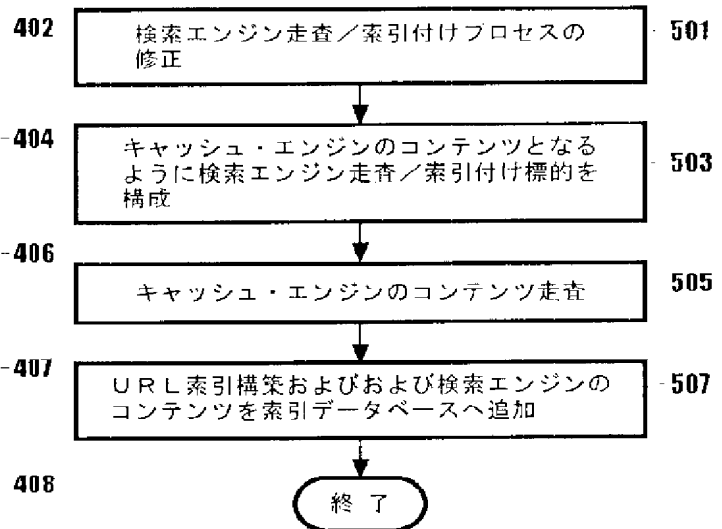 402
検索エンジン走査／索引付けプロセスの
修正
501
404
キャッシュ・エンジンのコンテンツとなる
ように検索エンジン走査／索引付け標的を
構成
503
406
キャッシュ・エンジンのコンテンツ走査
505
407
ＵＲＬ索引構築およびおよび検索エンジンの
コンテンツを索引データベースへ追加
507
408
終了